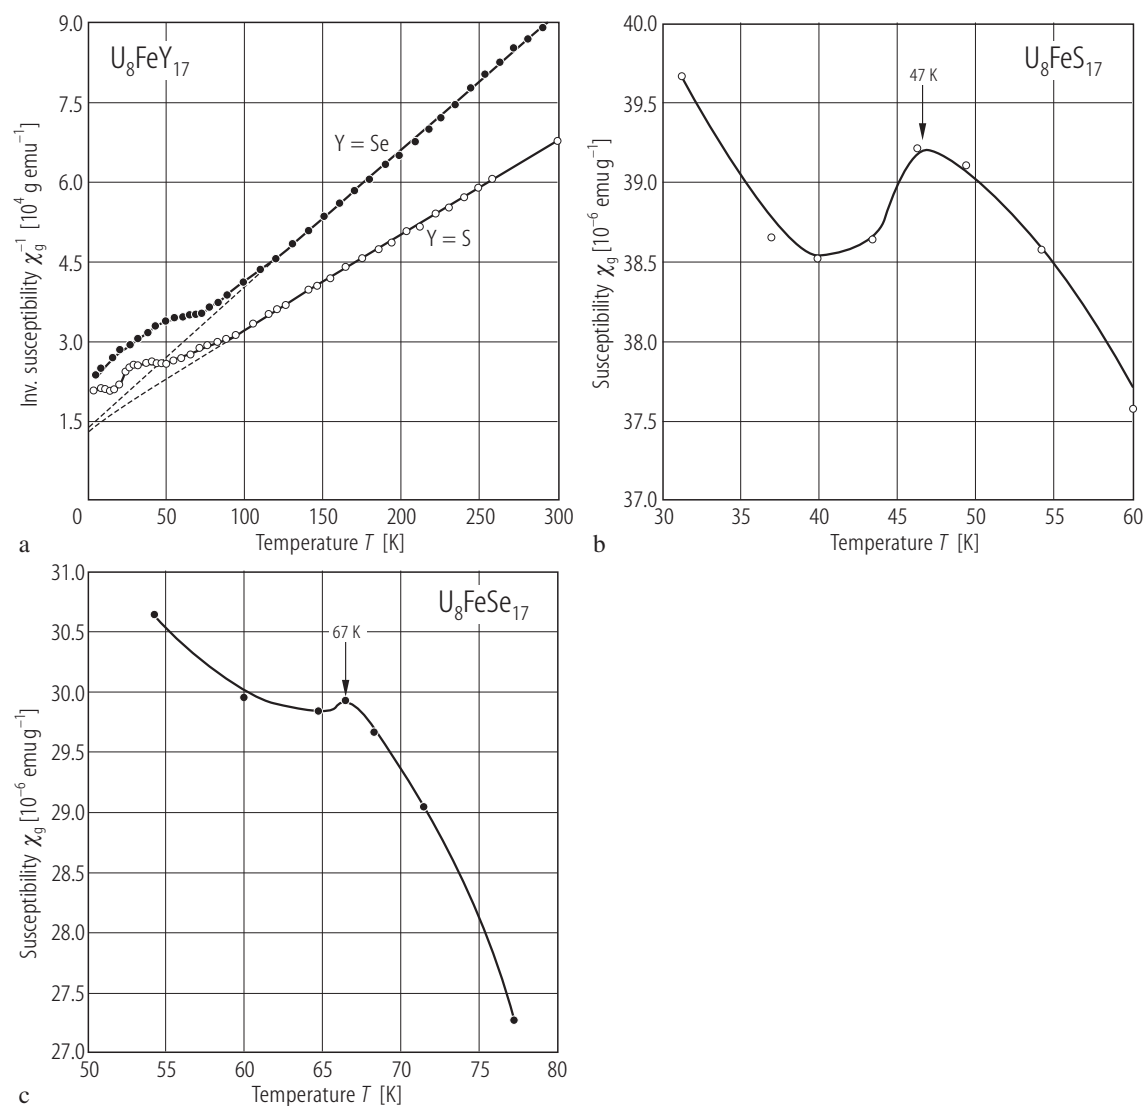 U₈FeY₁₇
Y = Se
Y = S
Inv. susceptibility χg⁻¹ [10⁴ g emu⁻¹]
9.0
7.5
6.0
4.5
3.0
1.5
0
0 50 100 150 200 250 300
Temperature T [K]
a
U₈FeS₁₇
47 K
Susceptibility χg [10⁻⁶ emu g⁻¹]
40.0
39.5
39.0
38.5
38.0
37.5
37.0
30 35 40 45 50 55 60
Temperature T [K]
b
U₈FeSe₁₇
67 K
Susceptibility χg [10⁻⁶ emu g⁻¹]
31.0
30.5
30.0
29.5
29.0
28.5
28.0
27.5
27.0
50 55 60 65 70 75 80
Temperature T [K]
c